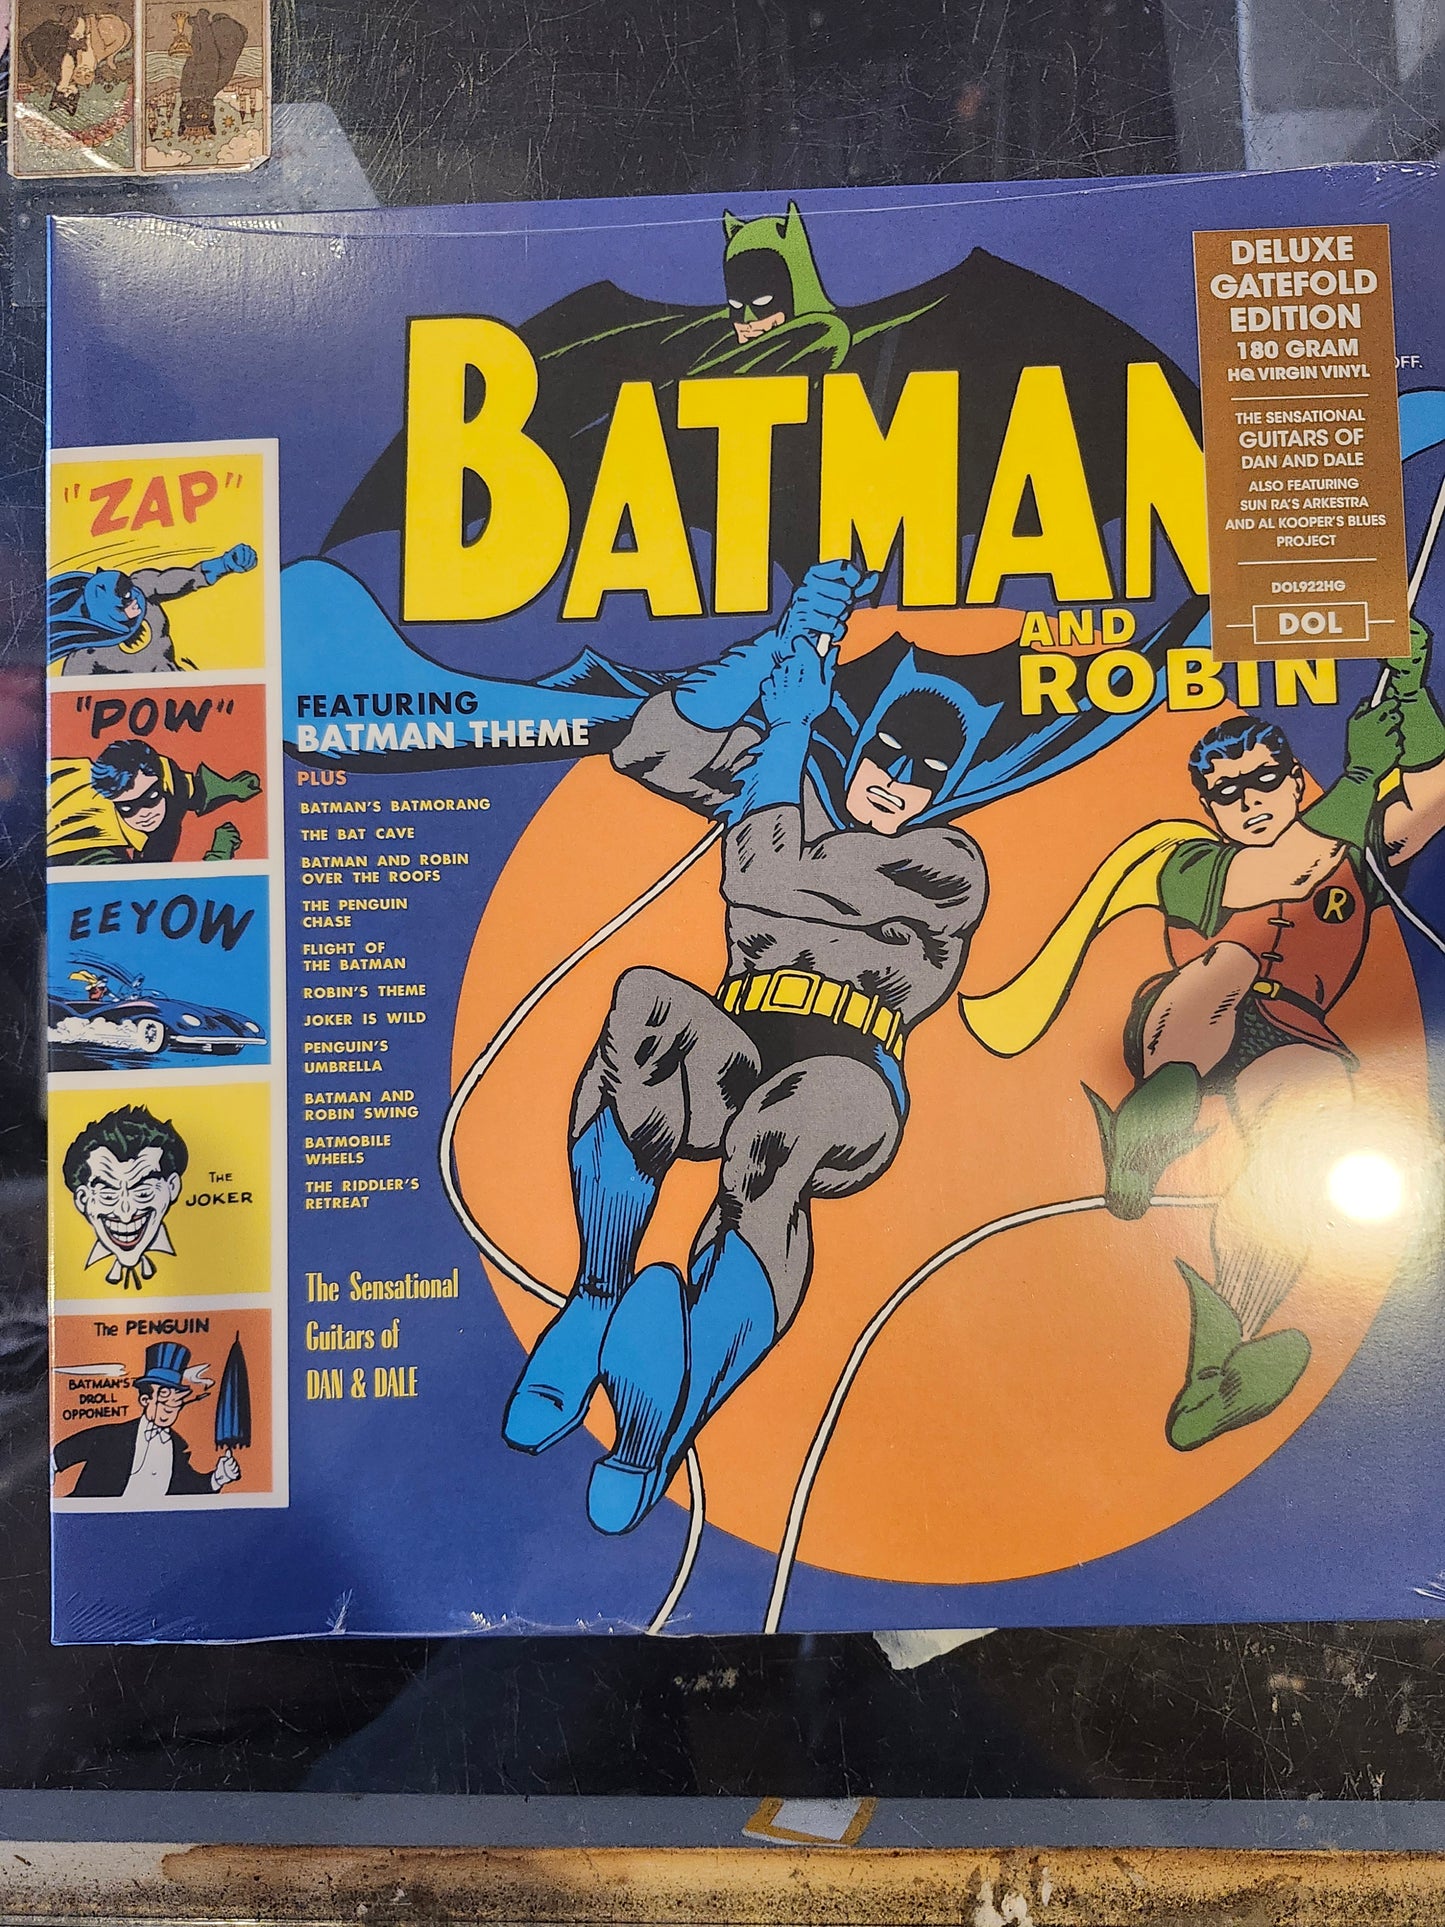 BATMAN
AND
ROBIN
DELUXE
GATEFOLD
EDITION
180 GRAM
HQ VIRGIN VINYL
THE SENSATIONAL
GUITARS OF
DAN AND DALE
ALSO FEATURING
SUN RA'S ARKESTRA
AND AL KOOPER'S BLUES
PROJECT
DOL922HG
DOL
OFF.
"ZAP"
"POW"
EEYOW
THE
JOKER
The PENGUIN
BATMAN'S
DROLL
OPPONENT
FEATURING
BATMAN THEME
PLUS
BATMAN'S BATMORANG
THE BAT CAVE
BATMAN AND ROBIN
OVER THE ROOFS
THE PENGUIN
CHASE
FLIGHT OF
THE BATMAN
ROBIN'S THEME
JOKER IS WILD
PENGUIN'S
UMBRELLA
BATMAN AND
ROBIN SWING
BATMOBILE
WHEELS
THE RIDDLER'S
RETREAT
The Sensational
Guitars of
DAN & DALE
R